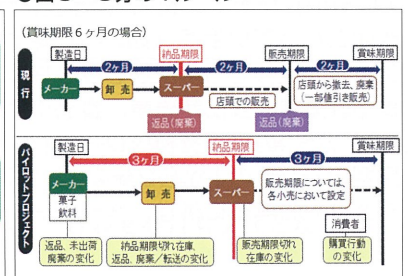 (賞味期限6ヶ月の場合)
現行
製造日
納品期限
販売期限
賞味期限
2ヶ月
2ヶ月
2ヶ月
メーカー
卸売
スーパー
店頭での販売
店頭から撤去、廃棄
(一部値引き販売)
返品(廃棄)
返品(廃棄)
パイロットプロジェクト
製造日
納品期限
賞味期限
3ヶ月
3ヶ月
メーカー
菓子
飲料
卸売
スーパー
販売期限については、
各小売において設定
消費者
返品、未出荷
廃棄の変化
納品期限切れ在庫、
返品、廃棄/転送の変化
販売期限切れ
在庫の変化
購買行動
の変化